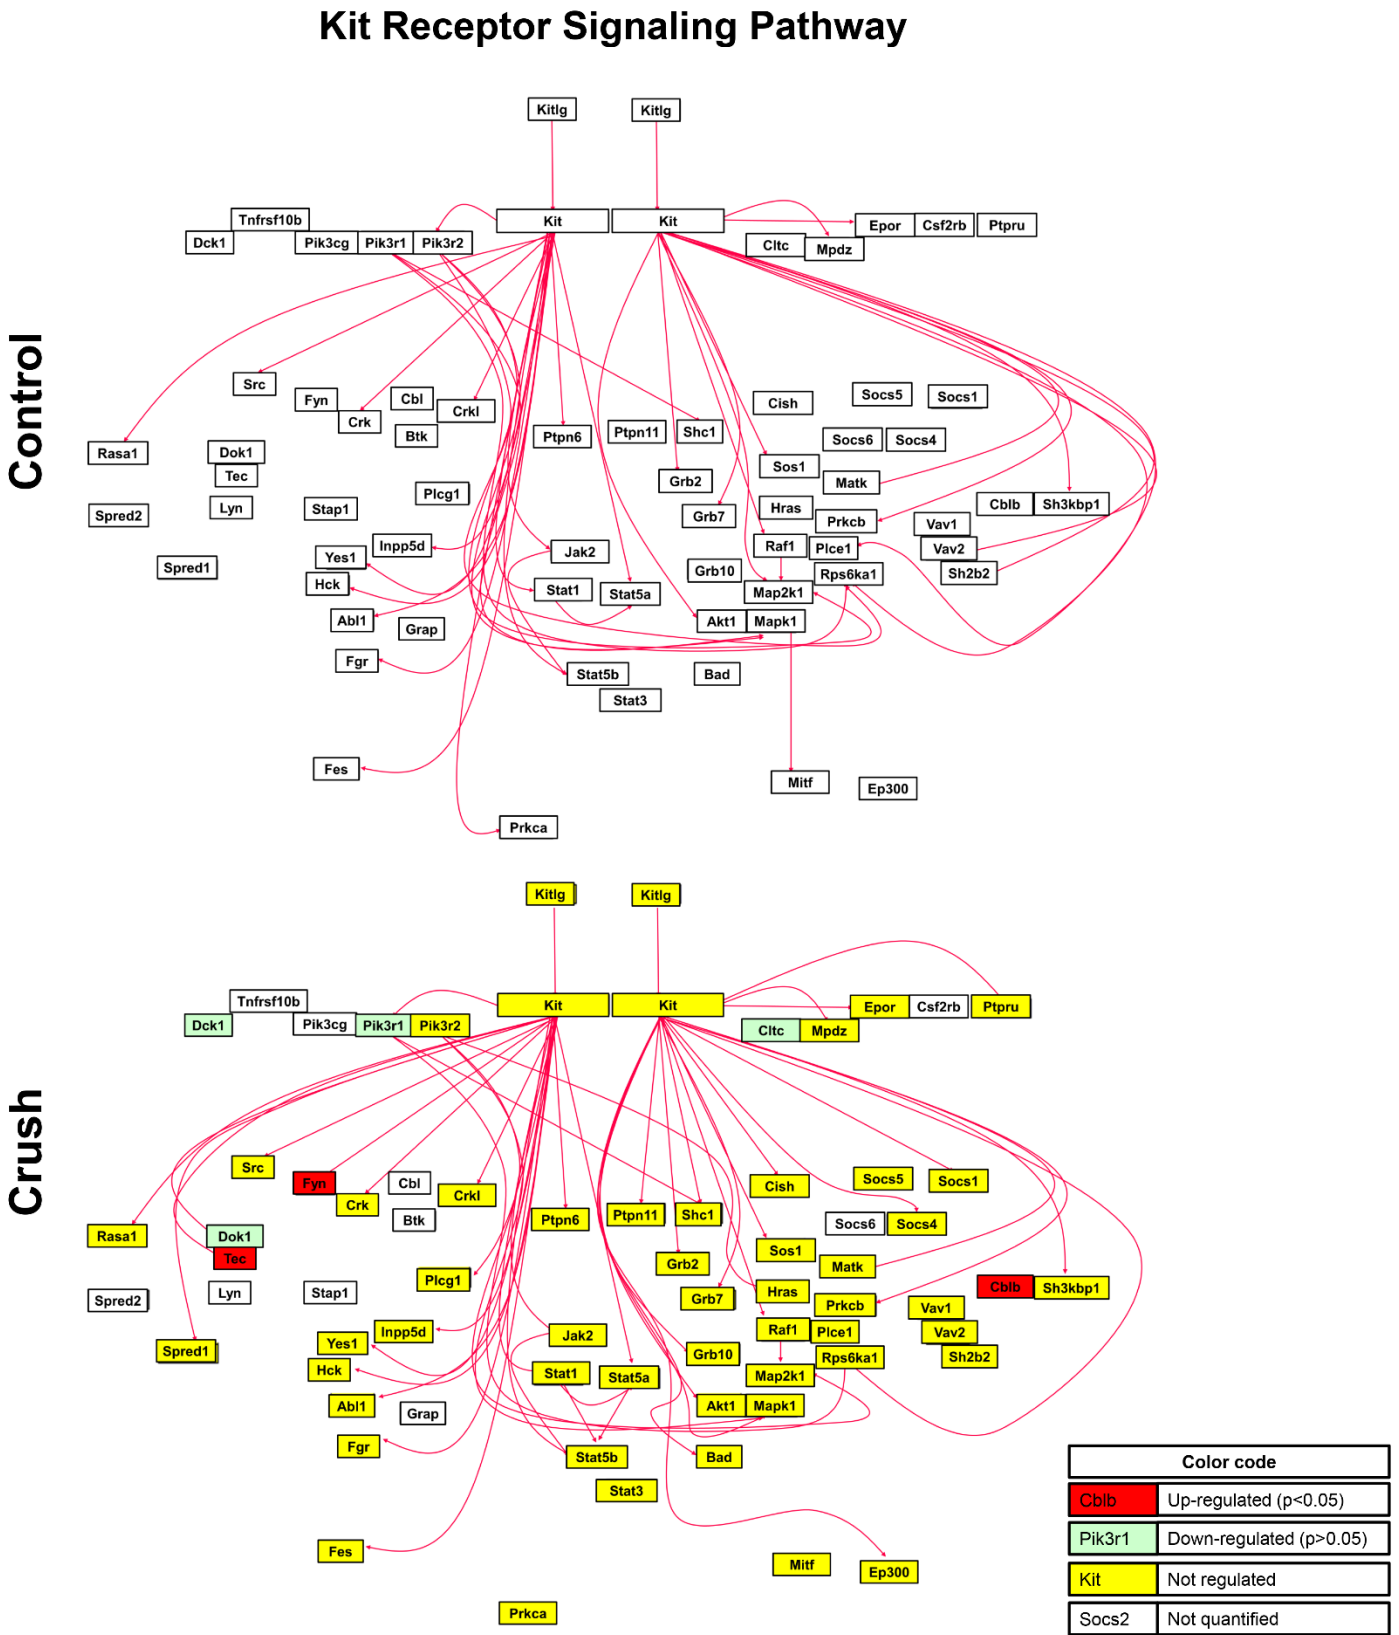 Kit Receptor Signaling Pathway
Control
Kitlg Kitlg
Tnfrsf10b Kit Kit Epor Csf2rb Ptpru
Dck1 Pik3cg Pik3r1 Pik3r2 Cltc Mpdz
Src Fyn Cbl Crkl Cish Socs5 Socs1
Crk Btk Ptpn6 Ptpn11 Shc1 Socs6 Socs4
Rasa1 Dok1 Sos1
Tec Grb2 Matk
Plcg1
Spred2 Lyn Stap1 Grb7 Hras Prkcb Cblb Sh3kbp1
Vav1
Inpp5d Jak2 Raf1 Plce1 Vav2
Spred1 Yes1 Grb10 Rps6ka1 Sh2b2
Hck Stat1 Stat5a Map2k1
Abl1 Grap Akt1 Mapk1
Fgr Stat5b Bad
Stat3
Fes Mitf Ep300
Prkca
Crush
Kitlg Kitlg
Tnfrsf10b Kit Kit Epor Csf2rb Ptpru
Dck1 Pik3cg Pik3r1 Pik3r2 Cltc Mpdz
Src Fyn Cbl Crkl Cish Socs5 Socs1
Crk Btk Ptpn6 Ptpn11 Shc1 Socs6 Socs4
Rasa1 Dok1 Sos1
Tec Grb2 Matk
Plcg1
Spred2 Lyn Stap1 Grb7 Hras Prkcb Cblb Sh3kbp1
Vav1
Inpp5d Jak2 Raf1 Plce1 Vav2
Spred1 Yes1 Grb10 Rps6ka1 Sh2b2
Hck Stat1 Stat5a Map2k1
Abl1 Grap Akt1 Mapk1
Fgr Stat5b Bad
Stat3
Fes Mitf Ep300
Prkca
Color code
Cblb Up-regulated (p<0.05)
Pik3r1 Down-regulated (p>0.05)
Kit Not regulated
Socs2 Not quantified